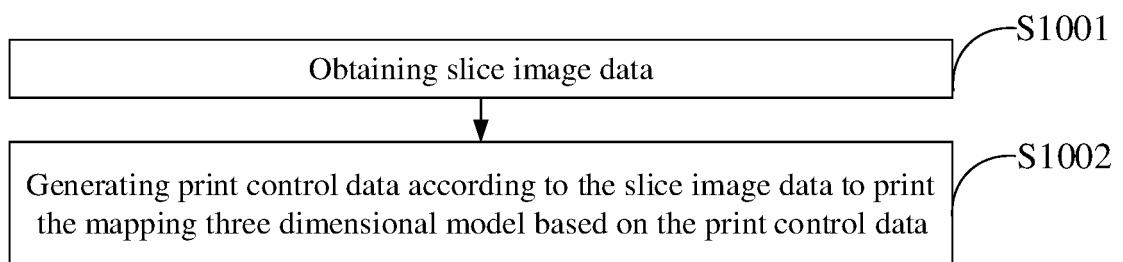 S1001
Obtaining slice image data
S1002
Generating print control data according to the slice image data to print
the mapping three dimensional model based on the print control data